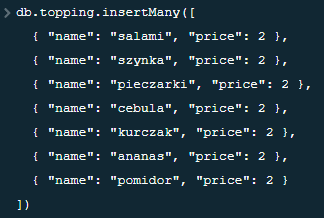 > db.topping.insertMany([
{ "name": "salami", "price": 2 },
{ "name": "szynka", "price": 2 },
{ "name": "pieczarki", "price": 2 },
{ "name": "cebula", "price": 2 },
{ "name": "kurczak", "price": 2 },
{ "name": "ananas", "price": 2 },
{ "name": "pomidor", "price": 2 }
])